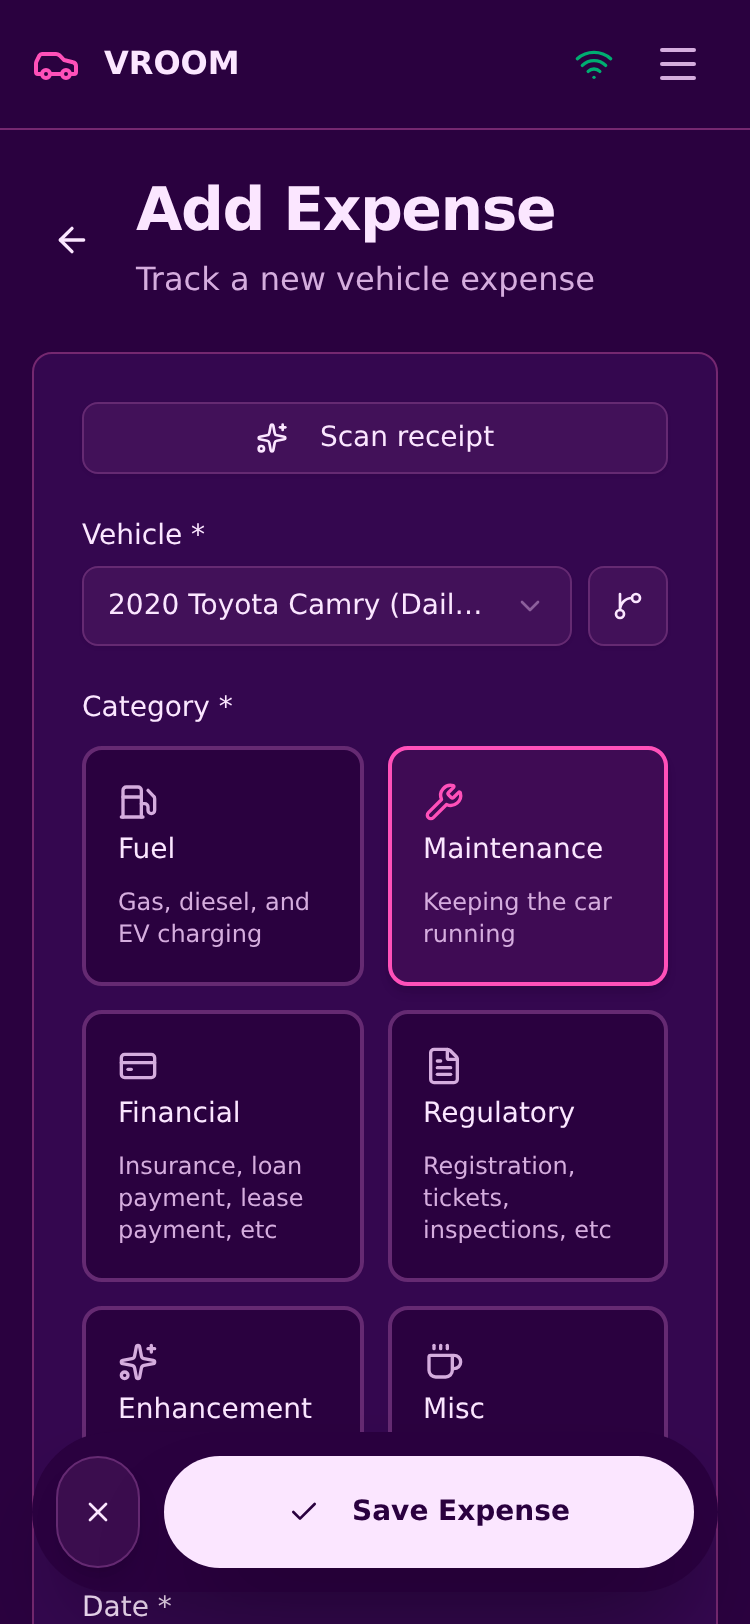 VROOM
Add Expense
Track a new vehicle expense
Scan receipt
Vehicle *
2020 Toyota Camry (Dail...
Category *
Fuel
Gas, diesel, and
EV charging
Maintenance
Keeping the car
running
Financial
Insurance, loan
payment, lease
payment, etc
Regulatory
Registration,
tickets,
inspections, etc
Enhancement
Misc
Save Expense
Date *